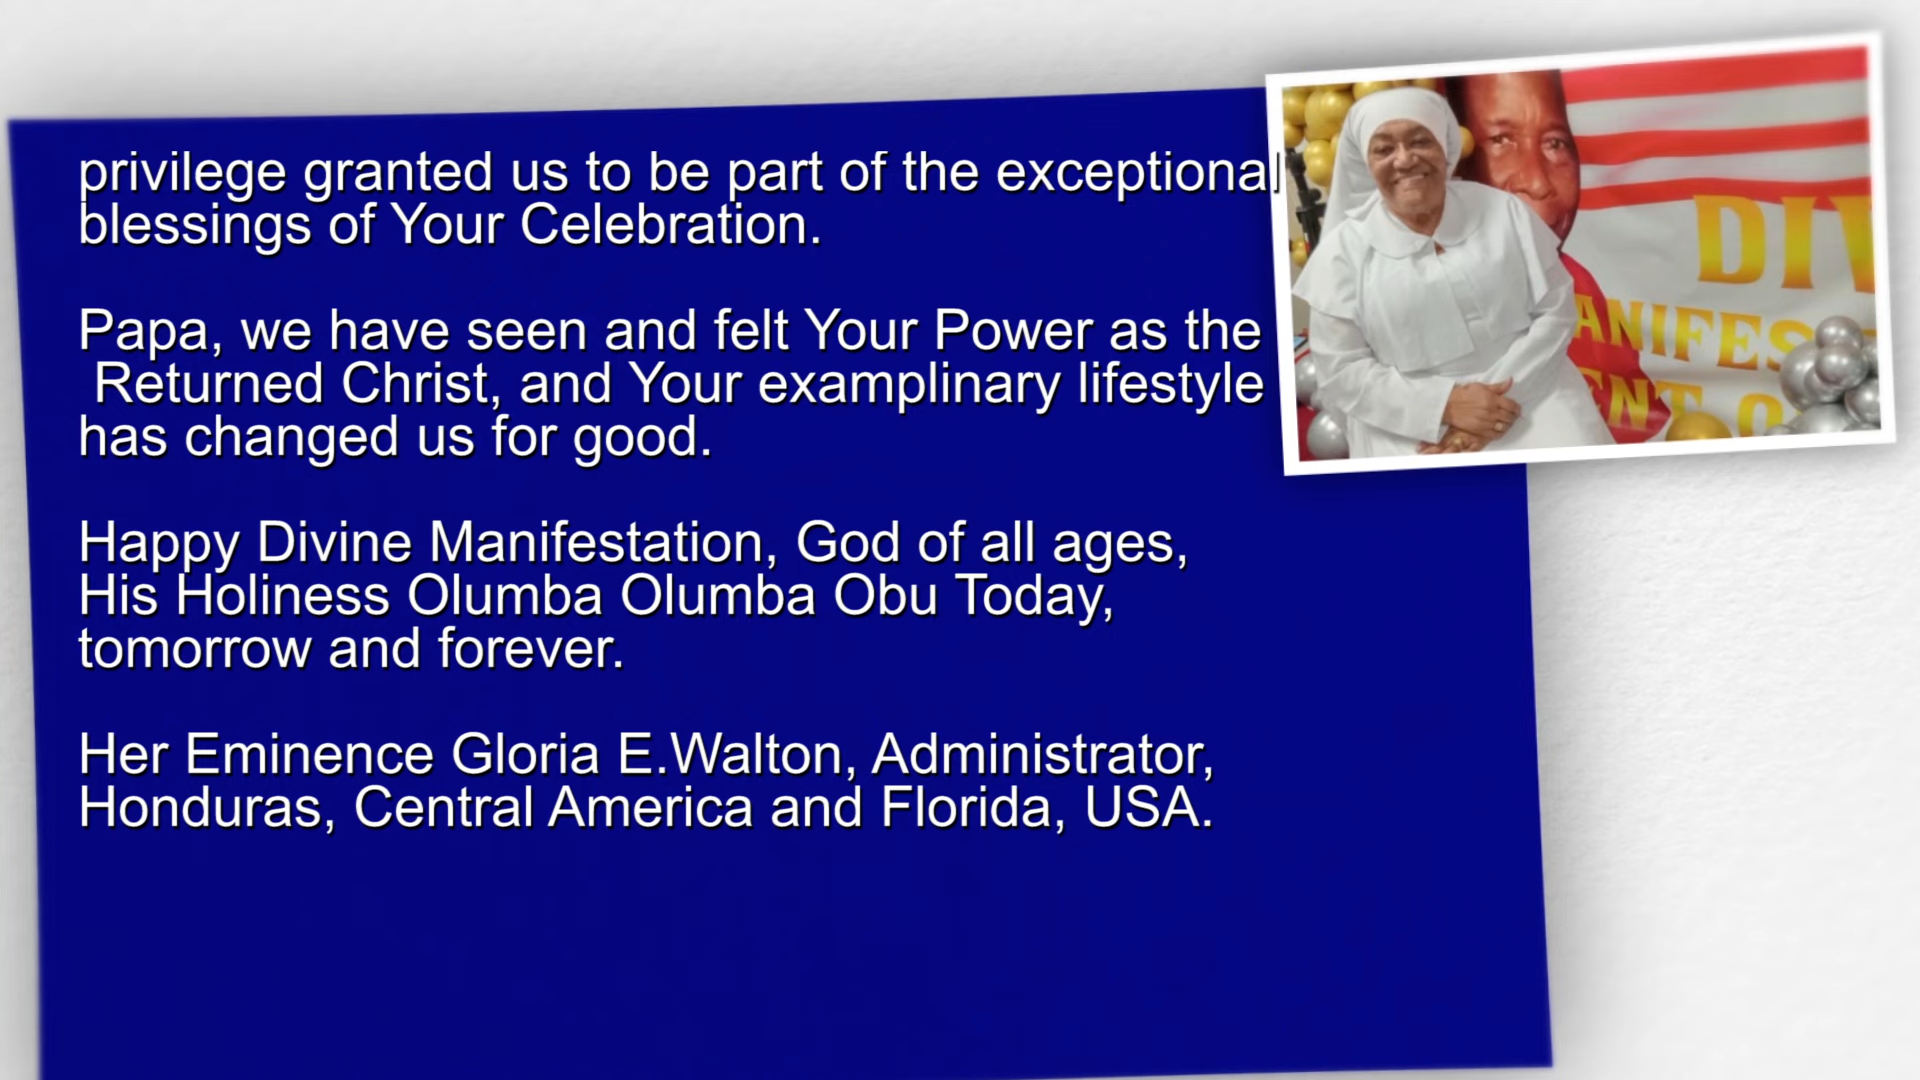 privilege granted us to be part of the exceptional
blessings of Your Celebration.
Papa, we have seen and felt Your Power as the
Returned Christ, and Your examplinary lifestyle
has changed us for good.
Happy Divine Manifestation, God of all ages,
His Holiness Olumba Olumba Obu Today,
tomorrow and forever.
Her Eminence Gloria E.Walton, Administrator,
Honduras, Central America and Florida, USA.